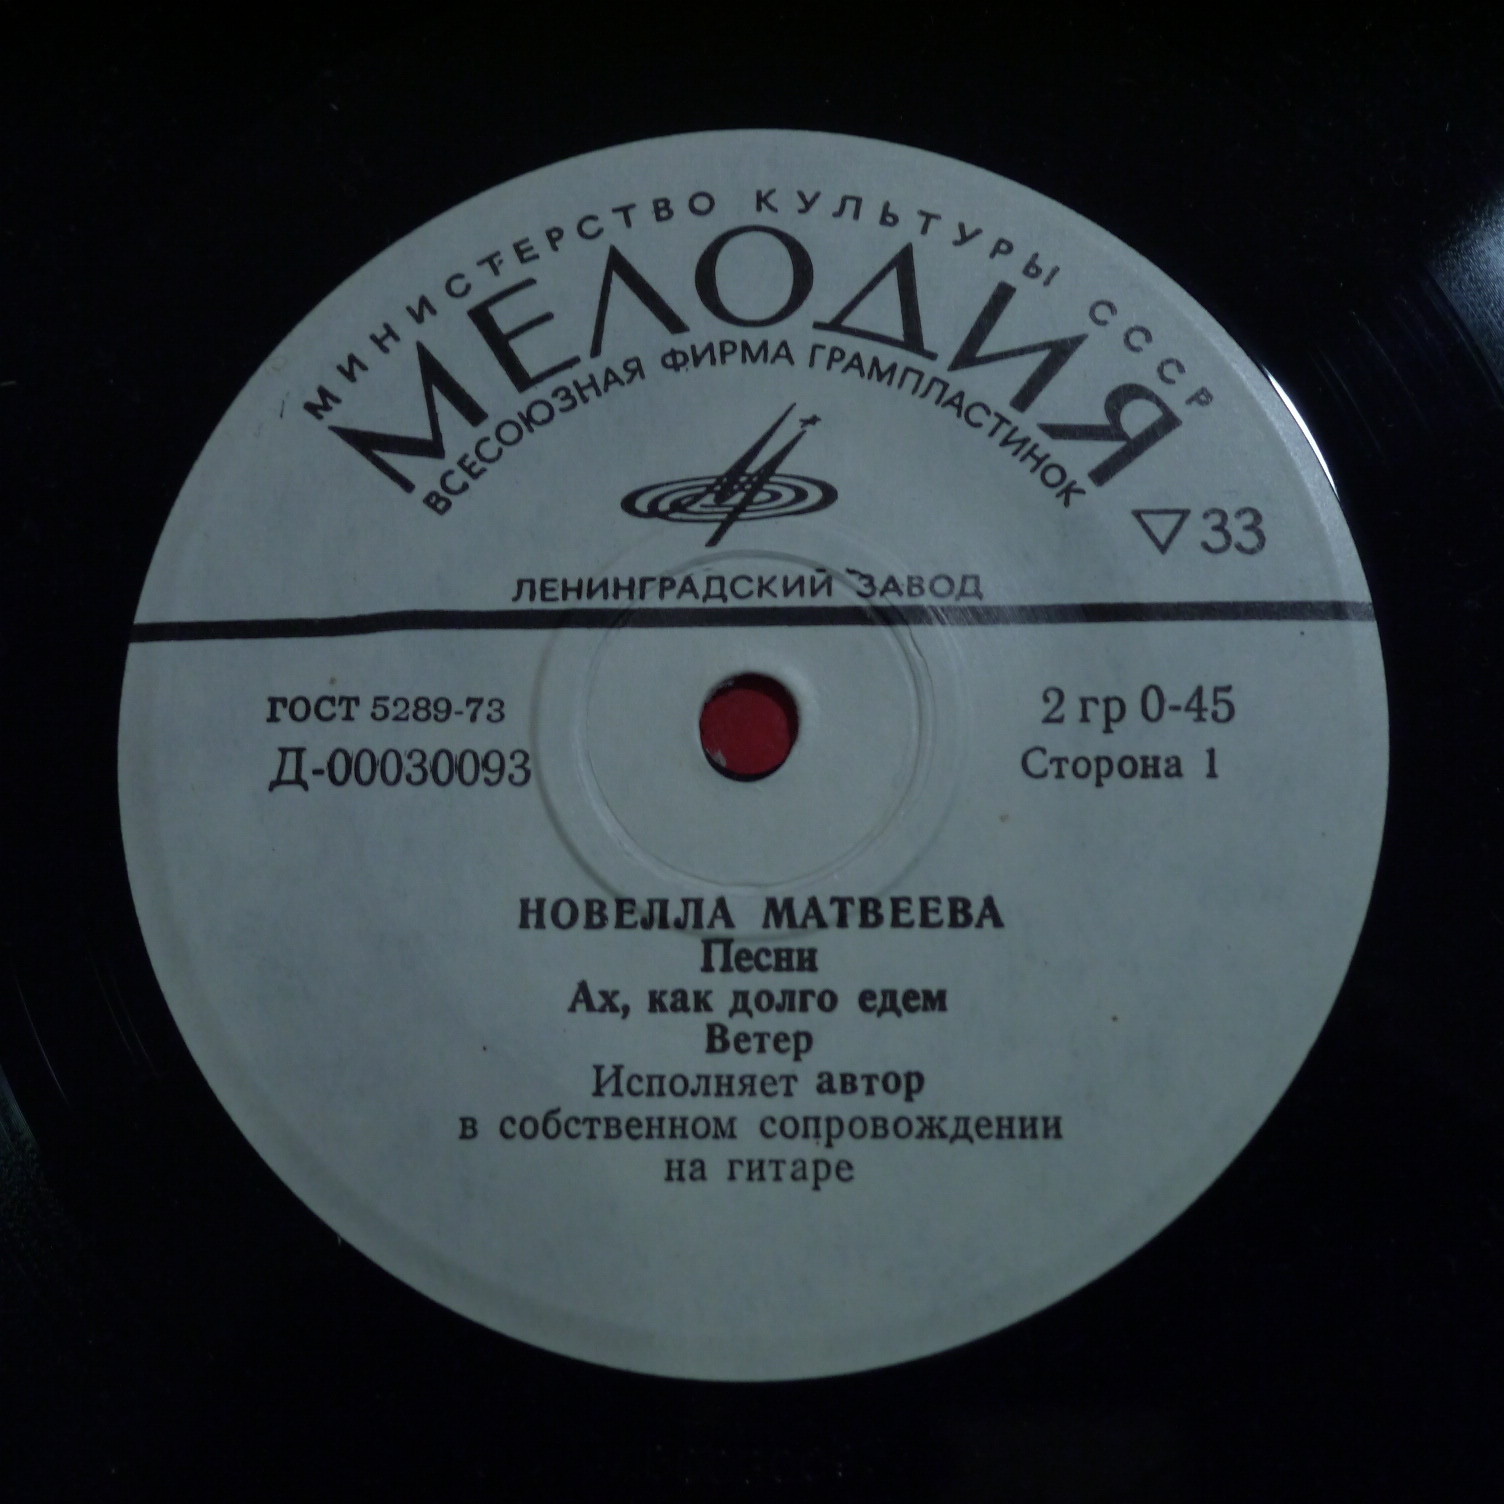 МИНИСТЕРСТВО КУЛЬТУРЫ СССР
МЕЛОДИЯ
ВСЕСОЮЗНАЯ ФИРМА ГРАМПЛАСТИНОК
▽33
ЛЕНИНГРАДСКИЙ ЗАВОД
ГОСТ 5289-73
2 гр 0-45
Д-00030093
Сторона 1
НОВЕЛЛА МАТВЕЕВА
Песни
Ах, как долго едем
Ветер
Исполняет автор
в собственном сопровождении
на гитаре